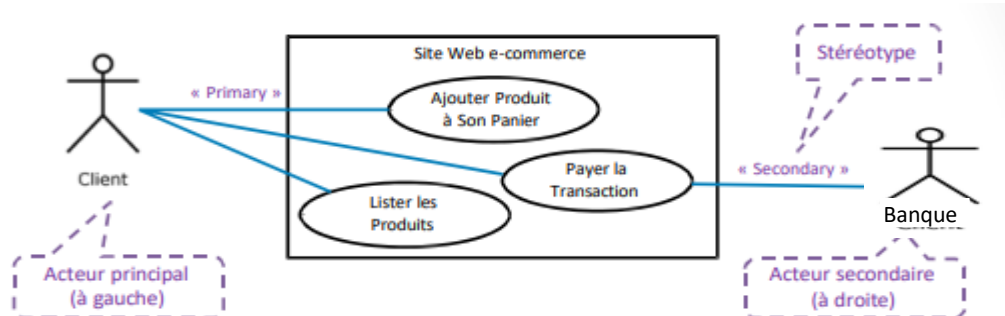 Site Web e-commerce
Stéréotype
« Primary »
Ajouter Produit
à Son Panier
Client
Payer la
Transaction
« Secondary »
Lister les
Produits
Banque
Acteur principal
(à gauche)
Acteur secondaire
(à droite)